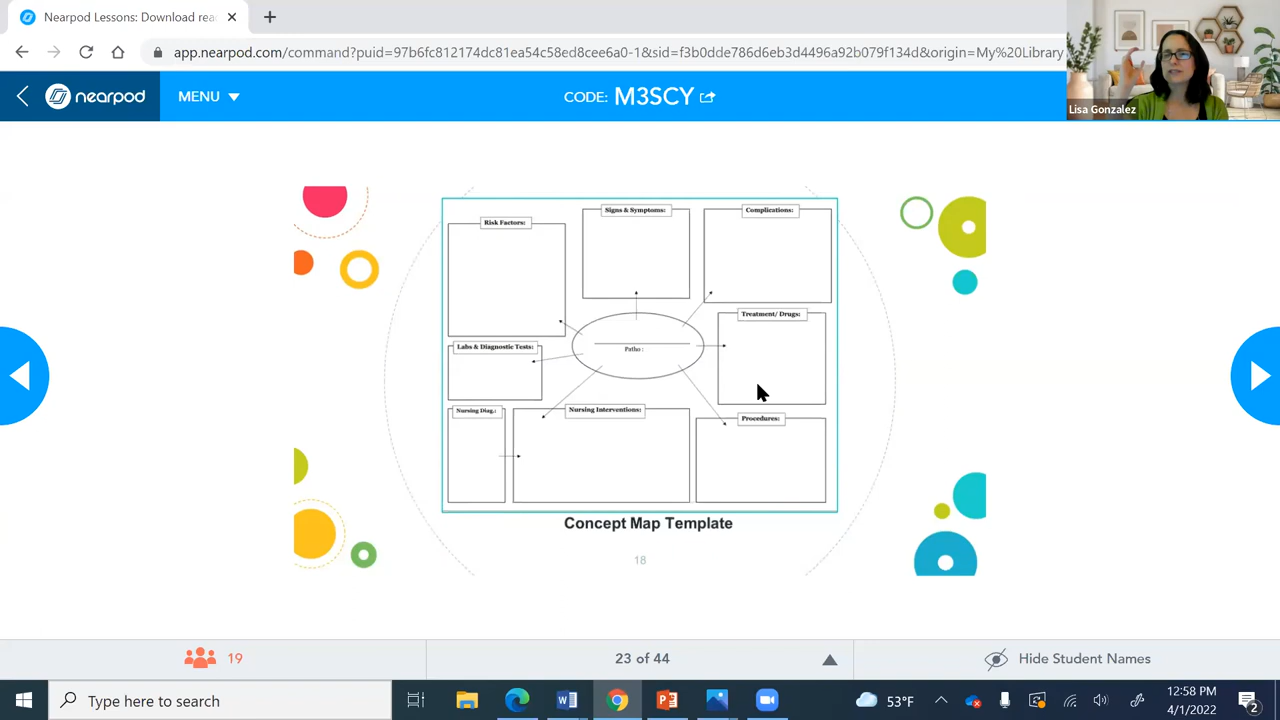 Nearpod Lessons: Download rea
app.nearpod.com/command?puid=97b6fc812174dc81ea54c58ed8cee6a0-1&sid=f3b0dde786d6eb3d4496a92b079f134d&origin=My%20Library
Lisa Gonzalez
nearpod
MENU
CODE: M3SCY
Risk Factors:
Signs & Symptoms:
Complications:
Treatment/ Drugs:
Patho :
Labs & Diagnostic Tests:
Nursing Diag.:
Nursing Interventions:
Procedures:
Concept Map Template
18
19
23 of 44
Hide Student Names
Type here to search
53°F
12:58 PM
4/1/2022
2